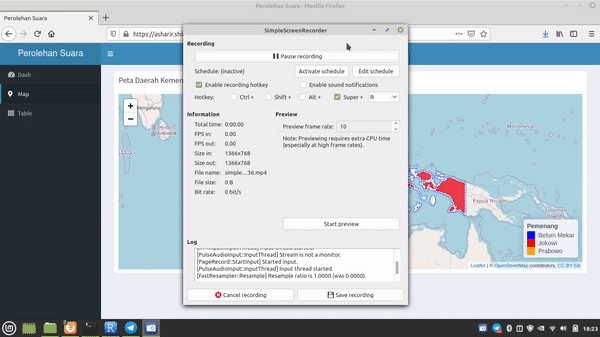 Perolehan Suara - Mozilla Firefox
Perolehan Suara
https://asharir.sha
Perolehan Suara
Dash
Map
Table
Peta Daerah Kemen
+
−
SimpleScreenRecorder
Recording
Pause recording
Schedule: (inactive)
Activate schedule
Edit schedule
Enable recording hotkey
Enable sound notifications
Hotkey:
Ctrl +
Shift +
Alt +
Super +
R
Information
Preview
Total time: 0:00:00
Preview frame rate: 10
FPS in: 0.00
FPS out: 0.00
Note: Previewing requires extra CPU time
(especially at high frame rates).
Size in: 1366x768
Size out: 1366x768
File name: simple...36.mp4
File size: 0 B
Bit rate: 0 bit/s
Start preview
Log
[PulseAudioInput::InputThread] Stream is not a monitor.
[PageRecord::StartInput] Started input.
[PulseAudioInput::InputThread] Input thread started.
[FastResampler::Resample] Resample ratio is 1.0000 (was 0.0000).
Cancel recording
Save recording
Micronesia
Papua Niugini
Solomon
Islands
Pemenang
Belum Mekar
Jokowi
Prabowo
Leaflet | © OpenStreetMap contributors, CC-BY-SA
18:23